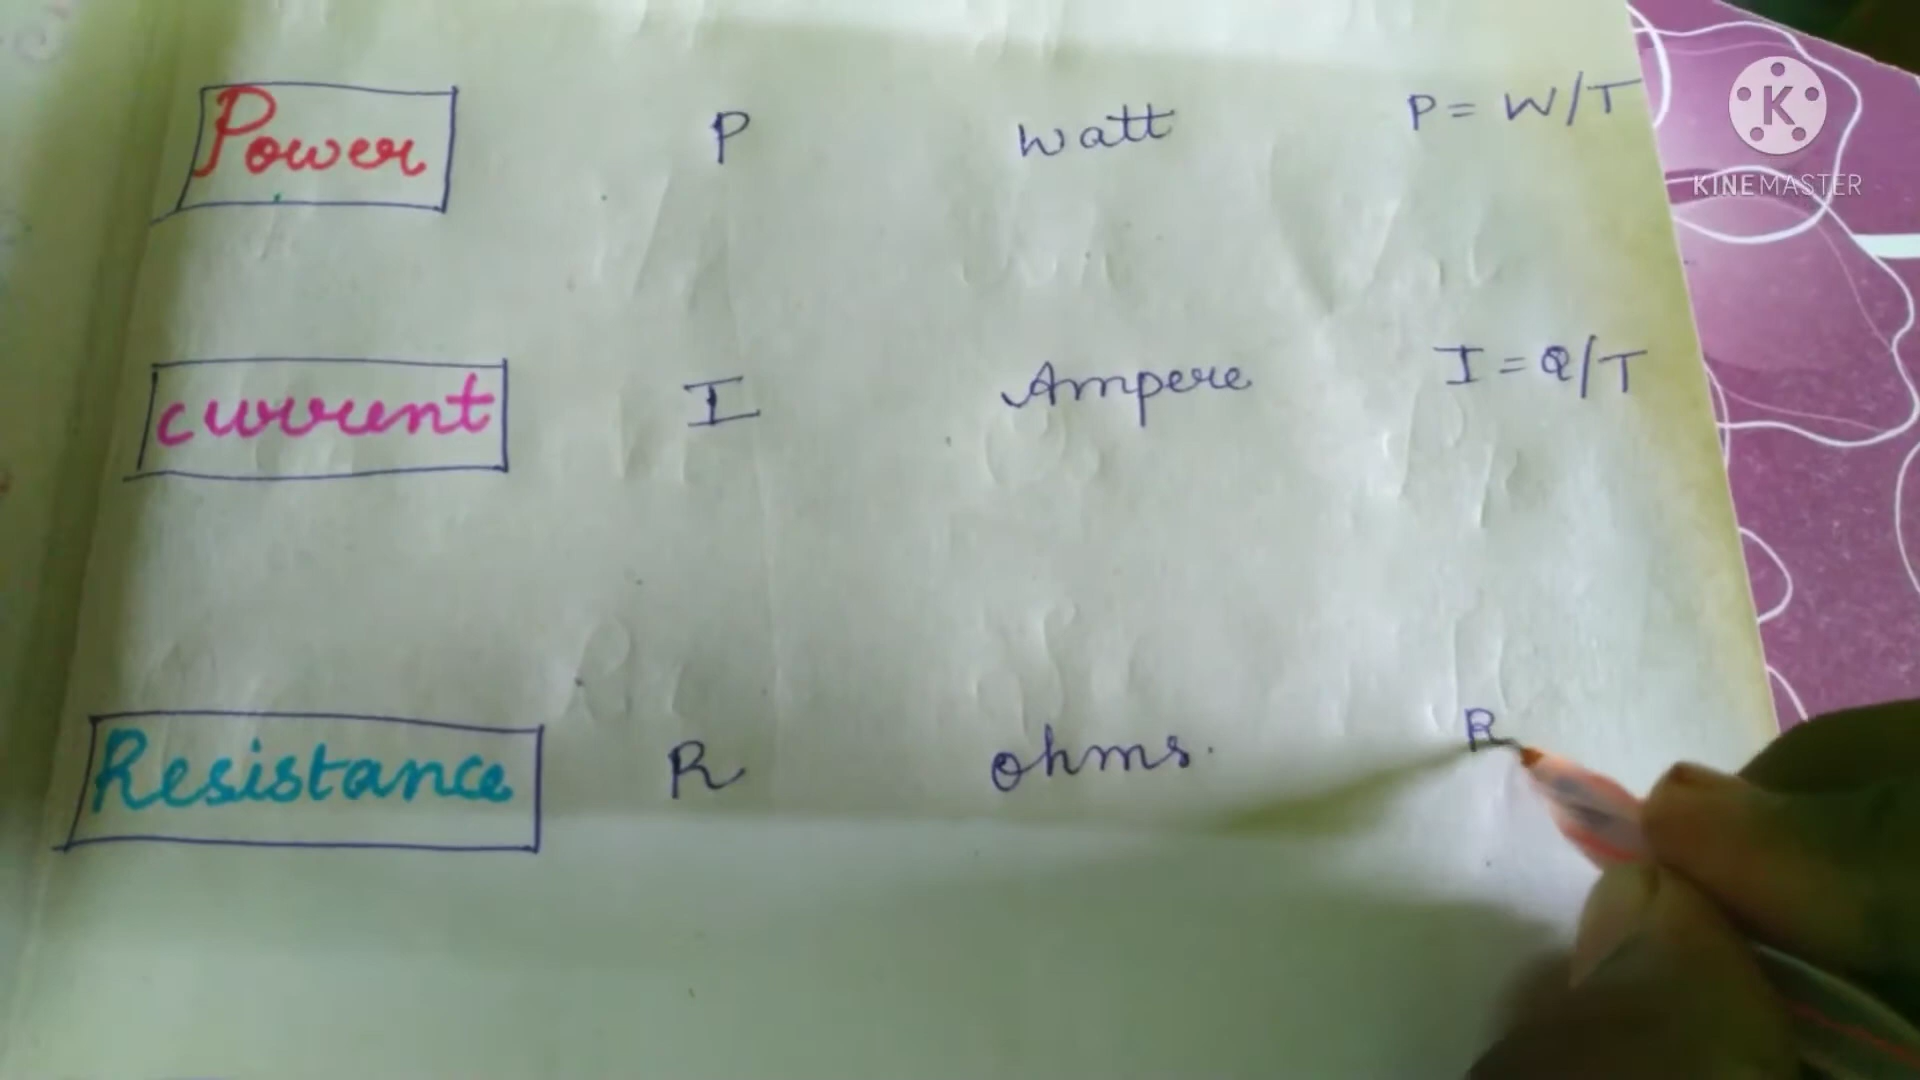 Power P Watt P = W/T
KINEMASTER
current I Ampere I = Q/T
Resistance R ohms. R